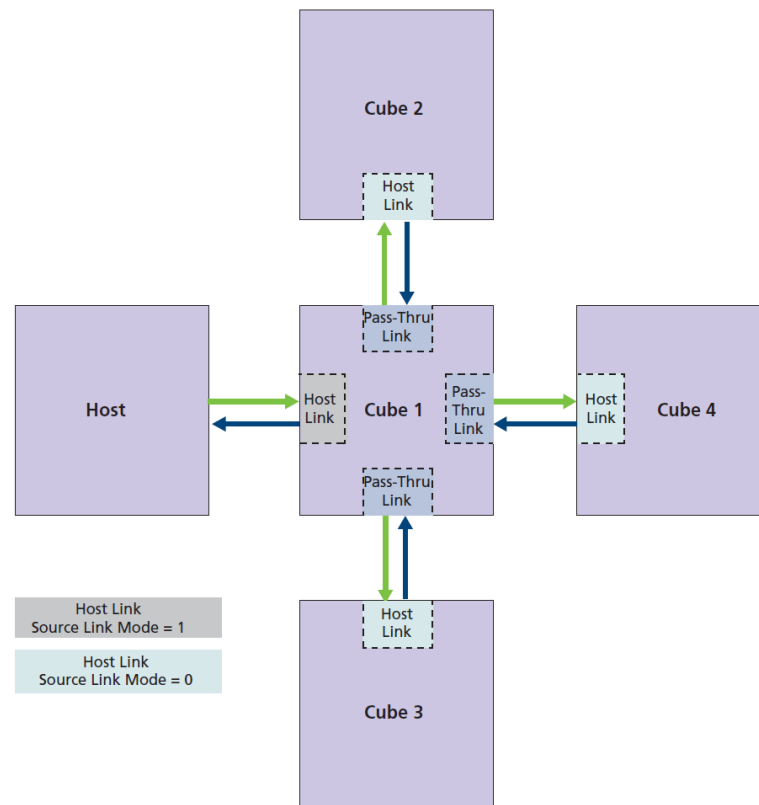 Cube 2
Host
Link
Pass-Thru
Link
Host
Host
Link
Cube 1
Pass-
Thru
Link
Host
Link
Cube 4
Pass-Thru
Link
Host Link
Source Link Mode = 1
Host
Link
Host Link
Source Link Mode = 0
Cube 3